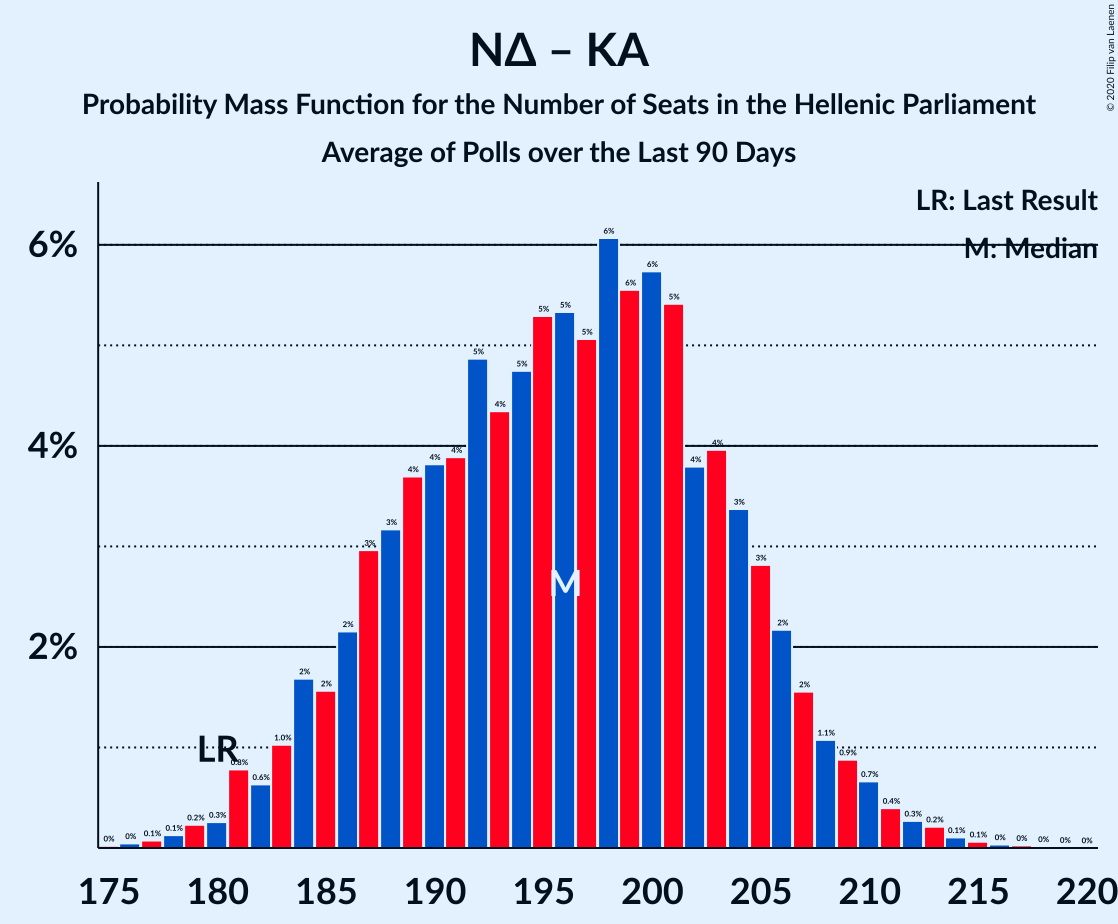 © 2020 Filip van Laenen
ΝΔ – ΚΑ
Probability Mass Function for the Number of Seats in the Hellenic Parliament
Average of Polls over the Last 90 Days
LR: Last Result
M: Median
6%
4%
2%
0% 0% 0.1% 0.1% 0.2% 0.3% 0.8% 0.6% 1.0% 2% 2% 2% 3% 3% 4% 4% 4% 5% 4% 5% 5% 5% 5% 6% 6% 6% 5% 4% 4% 3% 3% 2% 2% 1.1% 0.9% 0.7% 0.4% 0.3% 0.2% 0.1% 0.1% 0% 0% 0% 0% 0%
LR
M
175 180 185 190 195 200 205 210 215 220